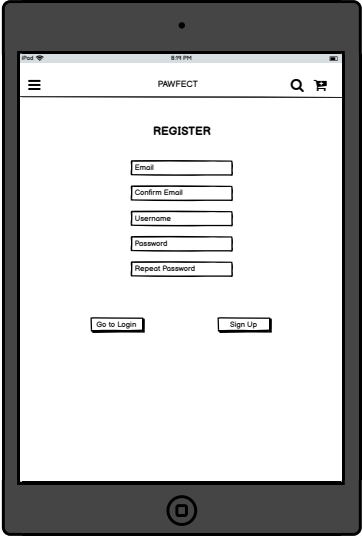 iPad
8:19 PM
PAWFECT
REGISTER
Email
Confirm Email
Username
Password
Repeat Password
Go to Login
Sign Up